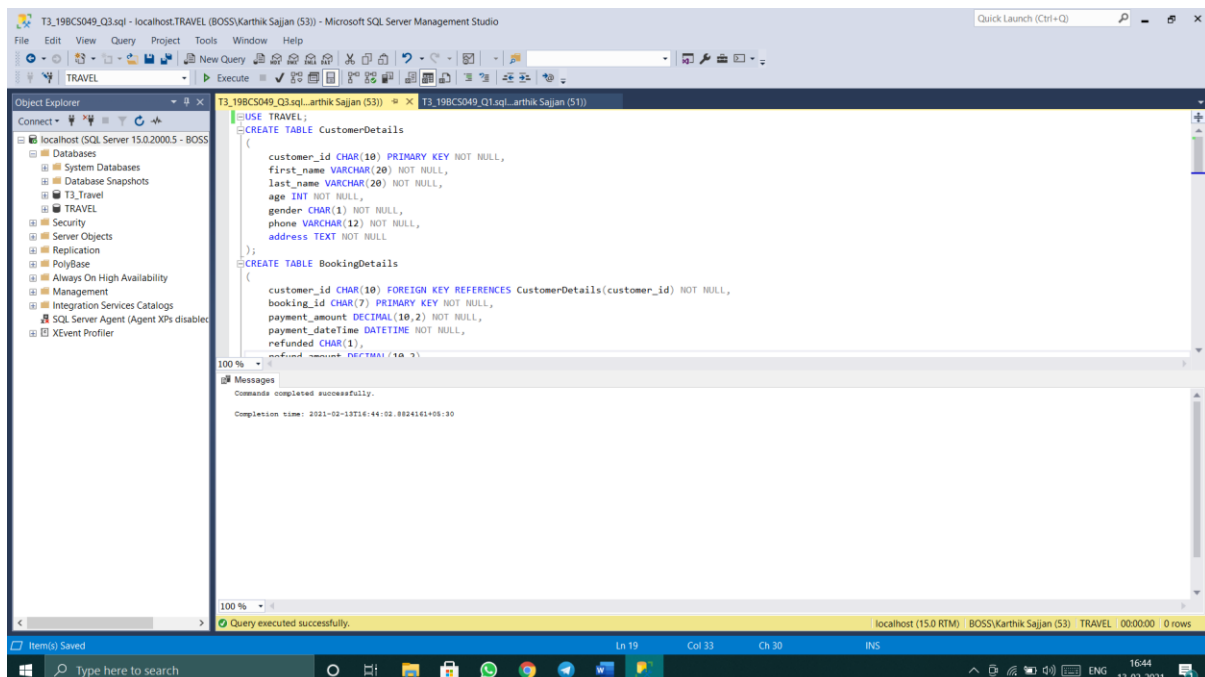 T3_19BCS049_Q3.sql - localhost.TRAVEL (BOSS\Karthik Sajjan (53)) - Microsoft SQL Server Management Studio
Quick Launch (Ctrl+Q)
File Edit View Query Project Tools Window Help
New Query
TRAVEL
Execute
Object Explorer
T3_19BCS049_Q3.sql...arthik Sajjan (53))
T3_19BCS049_Q1.sql...arthik Sajjan (51))
Connect
localhost (SQL Server 15.0.2000.5 - BOSS
Databases
System Databases
Database Snapshots
T3_Travel
TRAVEL
Security
Server Objects
Replication
PolyBase
Always On High Availability
Management
Integration Services Catalogs
SQL Server Agent (Agent XPs disabled
XEvent Profiler
USE TRAVEL;
CREATE TABLE CustomerDetails
(
customer_id CHAR(10) PRIMARY KEY NOT NULL,
first_name VARCHAR(20) NOT NULL,
last_name VARCHAR(20) NOT NULL,
age INT NOT NULL,
gender CHAR(1) NOT NULL,
phone VARCHAR(12) NOT NULL,
address TEXT NOT NULL
);
CREATE TABLE BookingDetails
(
customer_id CHAR(10) FOREIGN KEY REFERENCES CustomerDetails(customer_id) NOT NULL,
booking_id CHAR(7) PRIMARY KEY NOT NULL,
payment_amount DECIMAL(10,2) NOT NULL,
payment_dateTime DATETIME NOT NULL,
refunded CHAR(1),
refund_amount DECIMAL(10,2)
100 %
Messages
Commands completed successfully.
Completion time: 2021-02-13T16:44:02.8824161+05:30
100 %
Query executed successfully.
localhost (15.0 RTM) BOSS\Karthik Sajjan (53) TRAVEL 00:00:00 0 rows
Item(s) Saved
Ln 19 Col 33 Ch 30 INS
Type here to search
ENG
16:44
13-02-2021